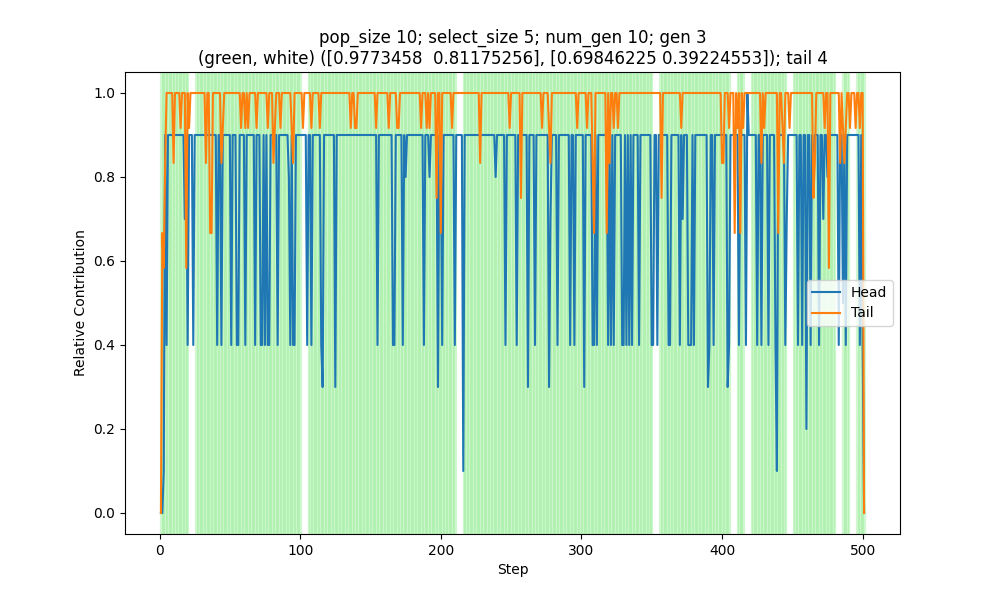 pop_size 10; select_size 5; num_gen 10; gen 3
(green, white) ([0.9773458  0.81175256], [0.69846225 0.39224553]); tail 4
1.0
0.8
0.6
0.4
0.2
0.0
Relative Contribution
Head
Tail
0
100
200
300
400
500
Step